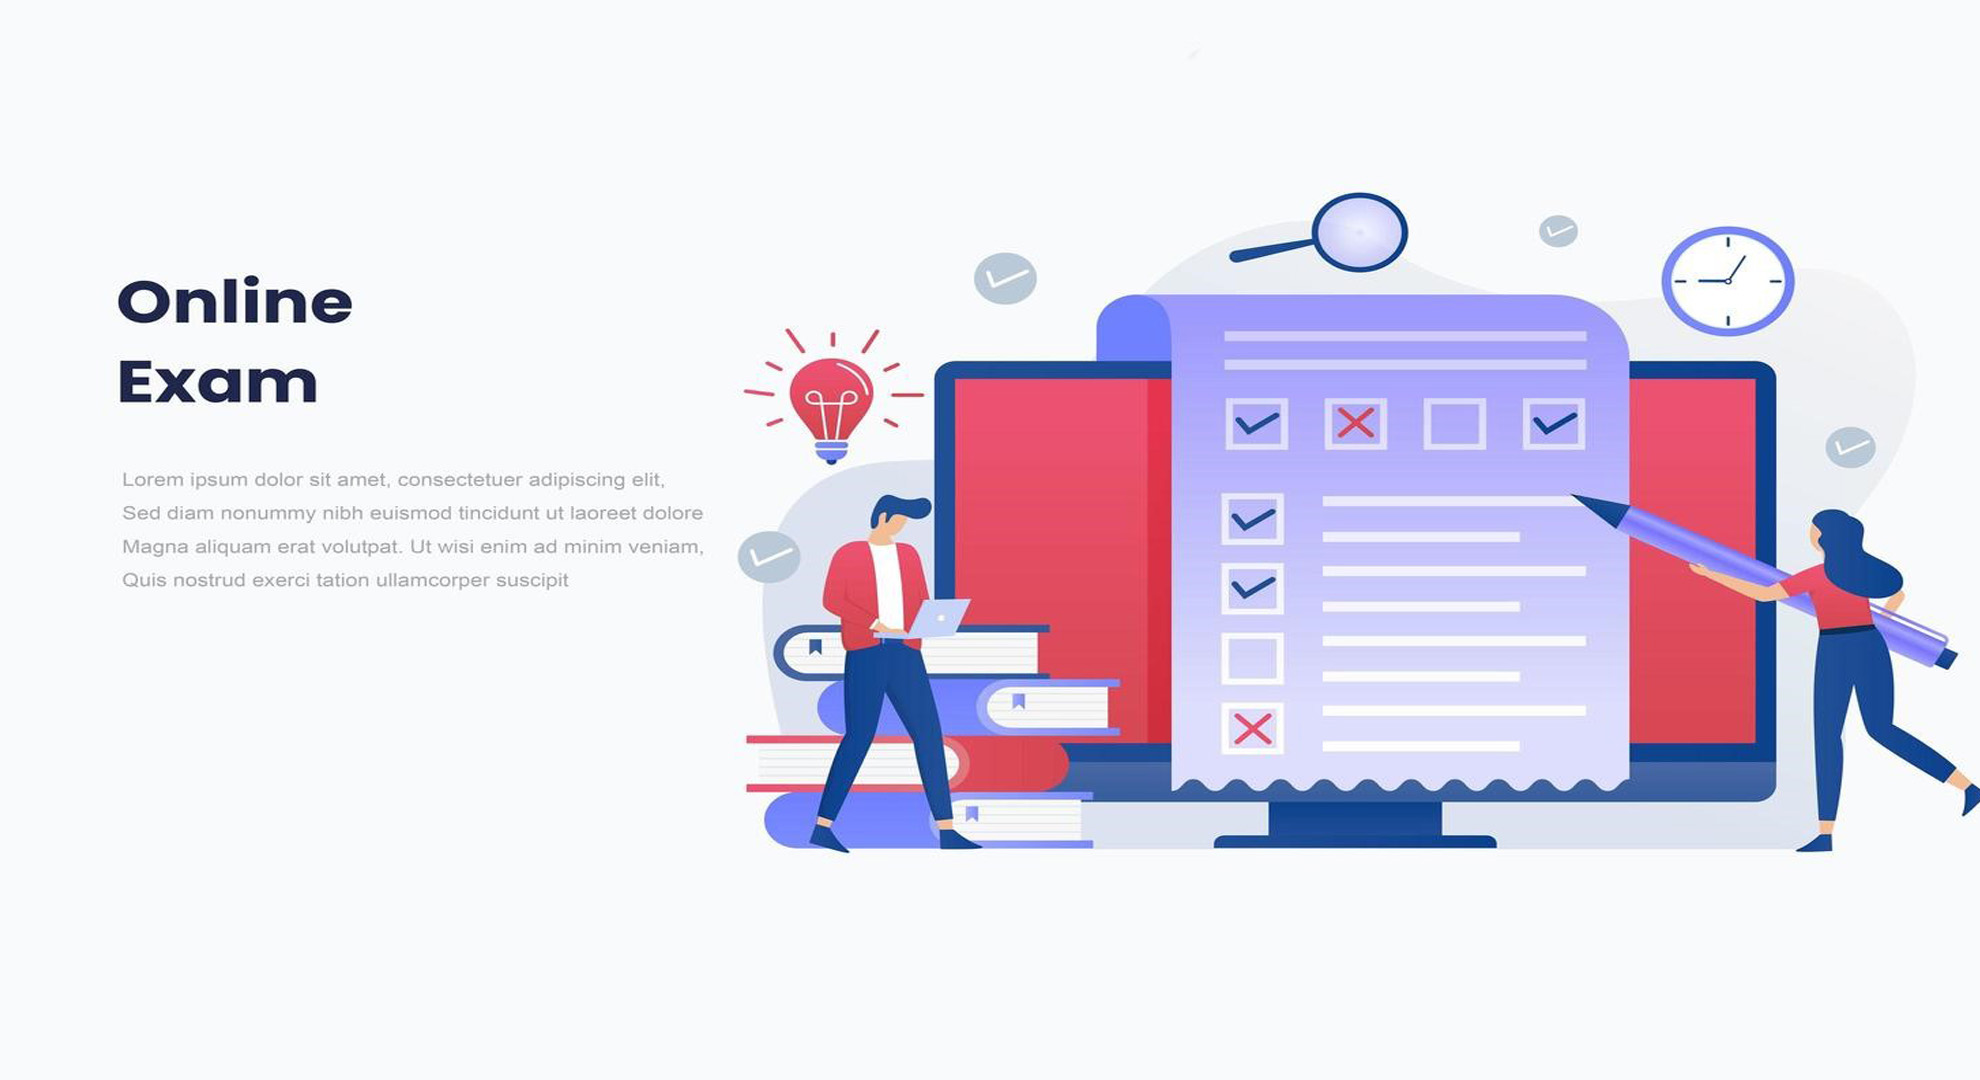 Online
Exam
Lorem ipsum dolor sit amet, consectetuer adipiscing elit,
Sed diam nonummy nibh euismod tincidunt ut laoreet dolore
Magna aliquam erat volutpat. Ut wisi enim ad minim veniam,
Quis nostrud exerci tation ullamcorper suscipit